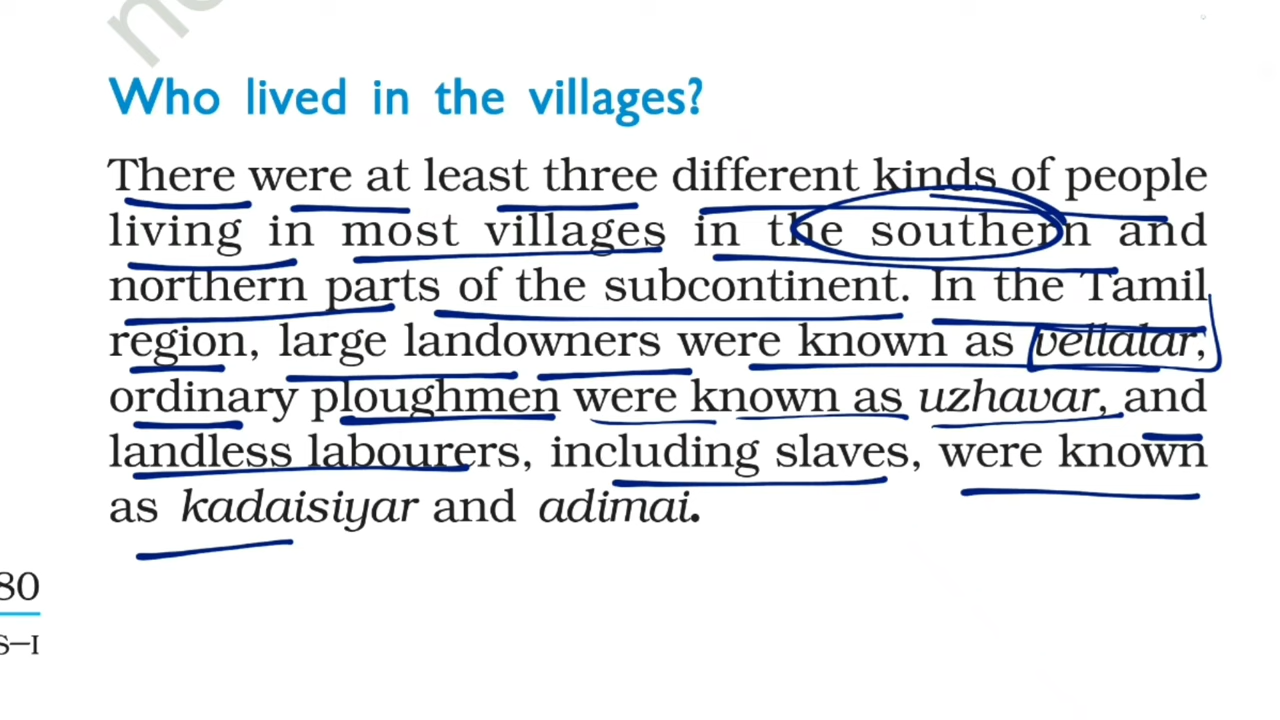 Who lived in the villages?
There were at least three different kinds of people
living in most villages in the southern and
northern parts of the subcontinent. In the Tamil
region, large landowners were known as vellalar,
ordinary ploughmen were known as uzhavar, and
landless labourers, including slaves, were known
as kadaisiyar and adimai.
80
S–I